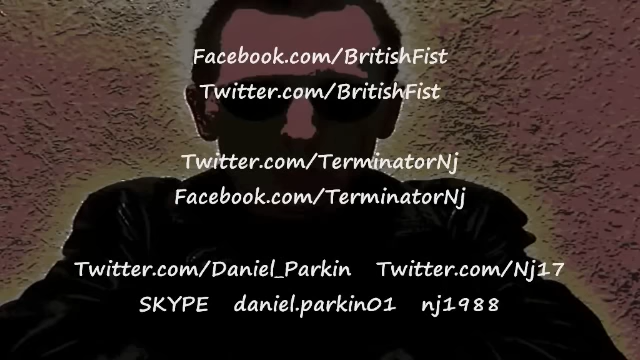 Facebook.com/BritishFist
Twitter.com/BritishFist
Twitter.com/TerminatorNj
Facebook.com/TerminatorNj
Twitter.com/Daniel_Parkin Twitter.com/Nj17
SKYPE daniel.parkin01 nj1988